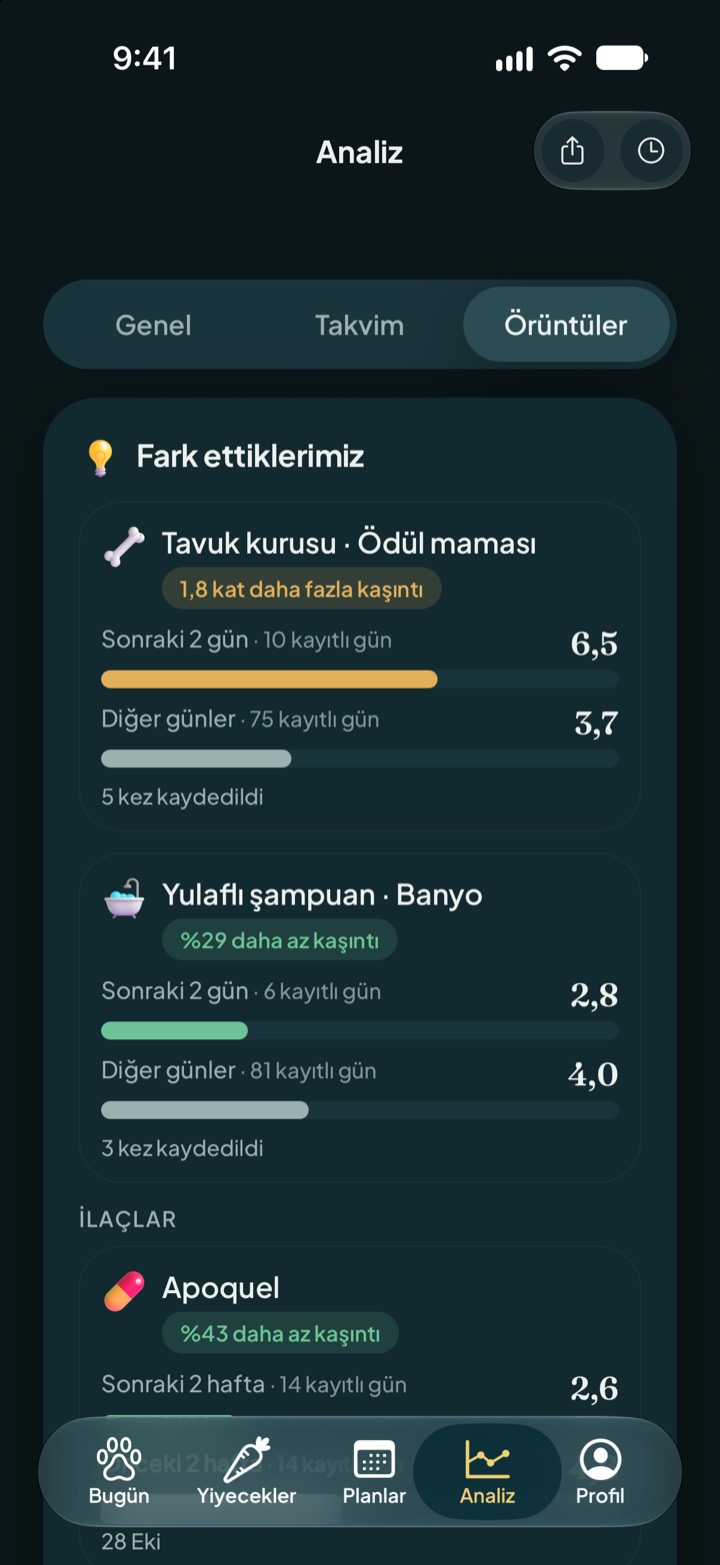 9:41
Analiz
Genel Takvim Örüntüler
Fark ettiklerimiz
Tavuk kurusu · Ödül maması
1,8 kat daha fazla kaşıntı
Sonraki 2 gün · 10 kayıtlı gün 6,5
Diğer günler · 75 kayıtlı gün 3,7
5 kez kaydedildi
Yulaflı şampuan · Banyo
%29 daha az kaşıntı
Sonraki 2 gün · 6 kayıtlı gün 2,8
Diğer günler · 81 kayıtlı gün 4,0
3 kez kaydedildi
İLAÇLAR
Apoquel
%43 daha az kaşıntı
Sonraki 2 hafta · 14 kayıtlı gün 2,6
Bugün Yiyecekler Planlar Analiz Profil
28 Eki